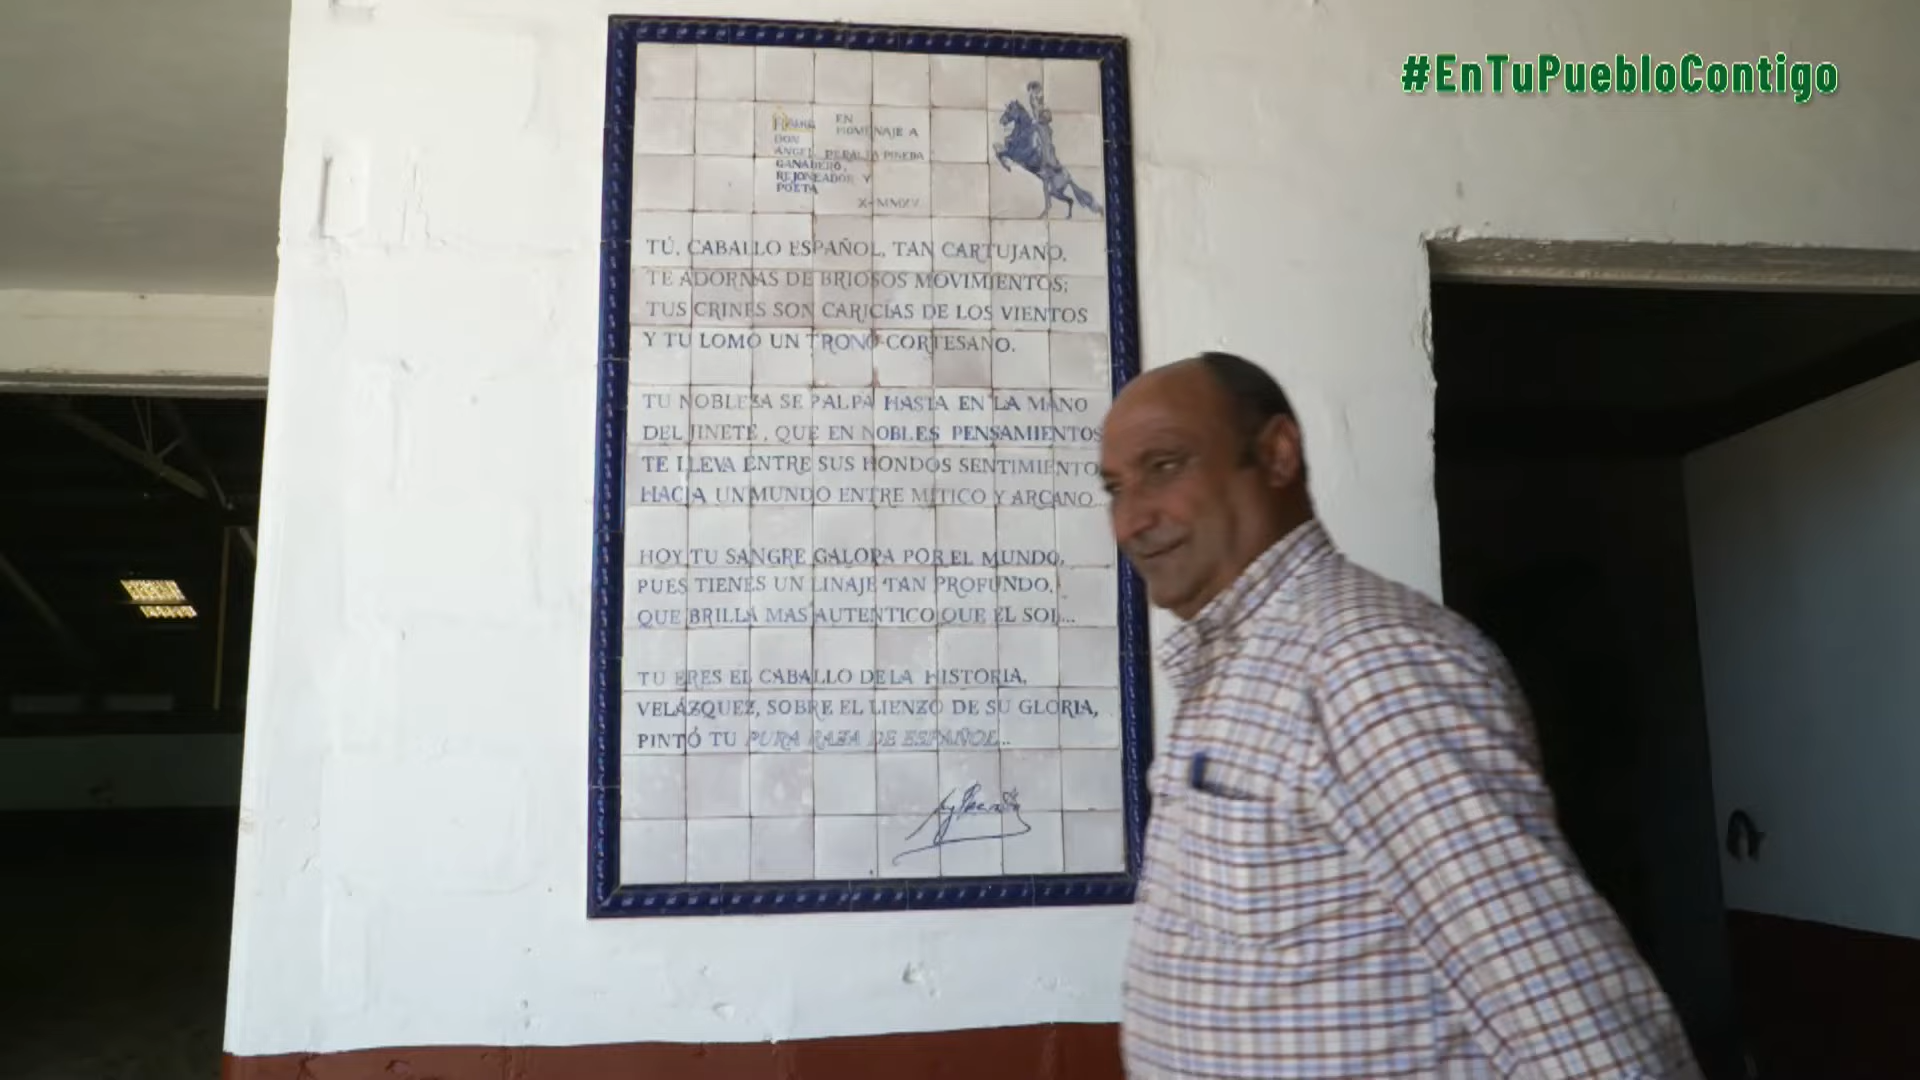 #EnTuPuebloContigo
EN
HOMENAJE A
DON
ANGEL PERALTA PINEDA
GANADERO,
REJONEADOR Y
POETA
X-MMXV
TÚ, CABALLO ESPAÑOL, TAN CARTUJANO,
TE ADORNAS DE BRIOSOS MOVIMIENTOS;
TUS CRINES SON CARICIAS DE LOS VIENTOS
Y TU LOMO UN TRONO CORTESANO.
TU NOBLEZA SE PALPA HASTA EN LA MANO
DEL JINETE, QUE EN NOBLES PENSAMIENTOS
TE LLEVA ENTRE SUS HONDOS SENTIMIENTO
HACIA UN MUNDO ENTRE MITICO Y ARCANO...
HOY TU SANGRE GALOPA POR EL MUNDO,
PUES TIENES UN LINAJE TAN PROFUNDO,
QUE BRILLA MAS AUTENTICO QUE EL SOL...
TU ERES EL CABALLO DE LA HISTORIA,
VELÁZQUEZ, SOBRE EL LIENZO DE SU GLORIA,
PINTÓ TU PURA RAZA DE ESPAÑOL...